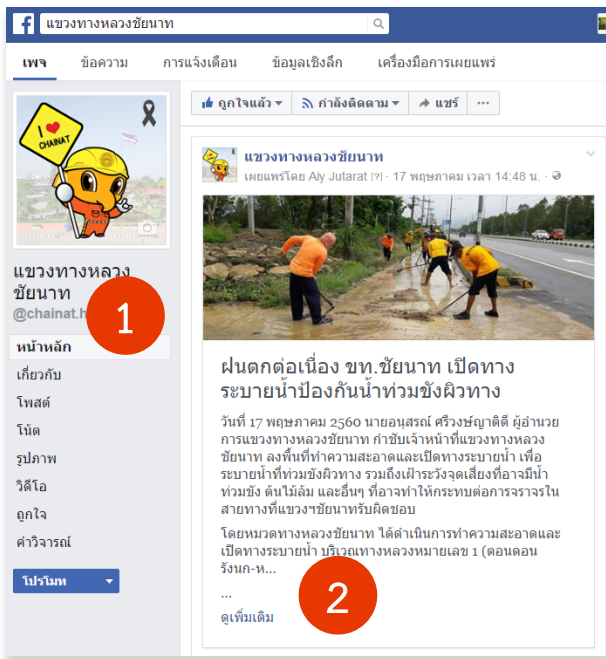 แขวงทางหลวงชัยนาท
เพจ ข้อความ การแจ้งเตือน ข้อมูลเชิงลึก เครื่องมือการเผยแพร่
I
CHAINAT
ถูกใจแล้ว กำลังติดตาม แชร์ ...
แขวงทางหลวง
ชัยนาท
@chainat.h
1
หน้าหลัก
เกี่ยวกับ
โพสต์
โน้ต
รูปภาพ
วิดีโอ
ถูกใจ
คำวิจารณ์
โปรโมท
แขวงทางหลวงชัยนาท
เผยแพร่โดย Aiy Jutarat [?] · 17 พฤษภาคม เวลา 14:48 น. ·
ฝนตกต่อเนื่อง ขท.ชัยนาท เปิดทาง
ระบายน้ำป้องกันน้ำท่วมขังผิวทาง
วันที่ 17 พฤษภาคม 2560 นายอนุสรณ์ ศรีวงษ์ญาติดี ผู้อำนวย
การแขวงทางหลวงชัยนาท กำชับเจ้าหน้าที่แขวงทางหลวง
ชัยนาท ลงพื้นที่ทำความสะอาดและเปิดทางระบายน้ำ เพื่อ
ระบายน้ำที่ท่วมขังผิวทาง รวมถึงเฝ้าระวังจุดเสี่ยงที่อาจมีน้ำ
ท่วมขัง ต้นไม้ล้ม และอื่นๆ ที่อาจทำให้กระทบต่อการจราจรใน
สายทางที่แขวงฯชัยนาทรับผิดชอบ
โดยหมวดทางหลวงชัยนาท ได้ดำเนินการทำความสะอาดและ
เปิดทางระบายน้ำ บริเวณทางหลวงหมายเลข 1 (ตอนดอน
รังนก-ห...
...
ดูเพิ่มเติม
2